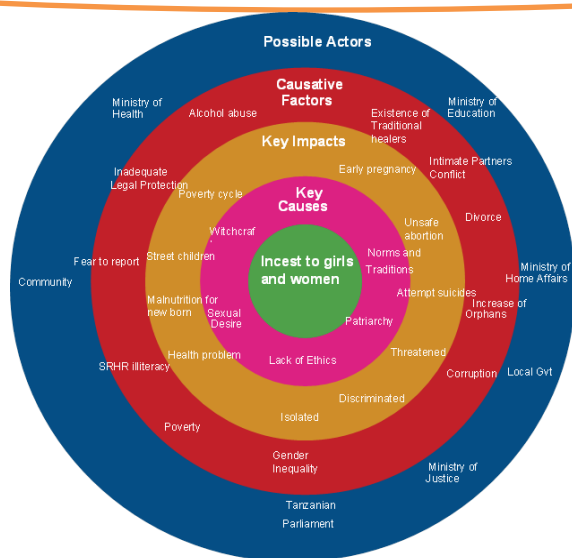 Possible Actors
Ministry of
Health
Ministry of
Education
Community
Ministry of
Home Affairs
Local Gvt
Ministry of
Justice
Tanzanian
Parliament
Causative
Factors
Alcohol abuse
Existence of
Traditional
healers
Inadequate
Legal Protection
Intimate Partners
Conflict
Divorce
Fear to report
Increase of
Orphans
SRHR illiteracy
Corruption
Poverty
Gender
Inequality
Key Impacts
Early pregnancy
Poverty cycle
Unsafe
abortion
Street children
Attempt suicides
Malnutrition for
new born
Threatened
Health problem
Discriminated
Isolated
Key
Causes
Witchcraf
Norms and
Traditions
Sexual
Desire
Patriarchy
Lack of Ethics
Incest to girls
and women